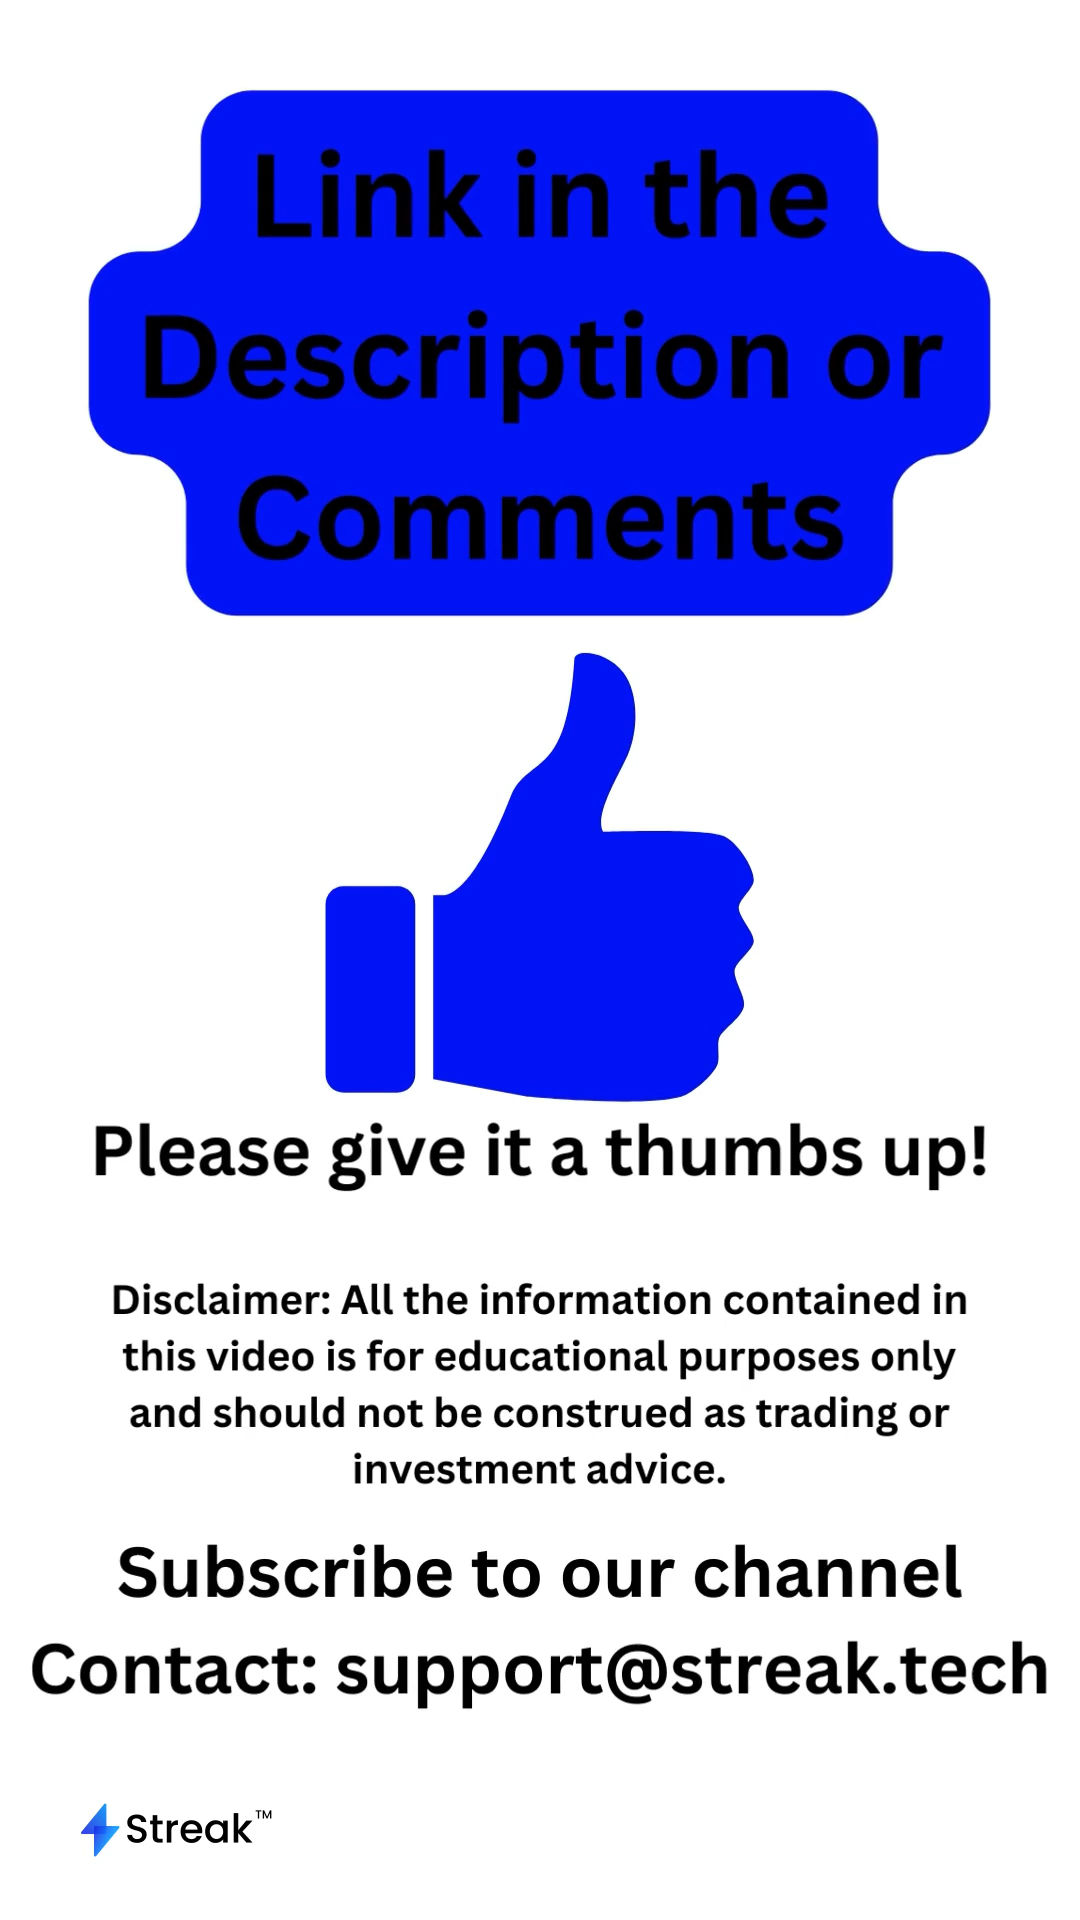 Link in the
Description or
Comments
Please give it a thumbs up!
Disclaimer: All the information contained in
this video is for educational purposes only
and should not be construed as trading or
investment advice.
Subscribe to our channel
Contact: support@streak.tech
Streak™